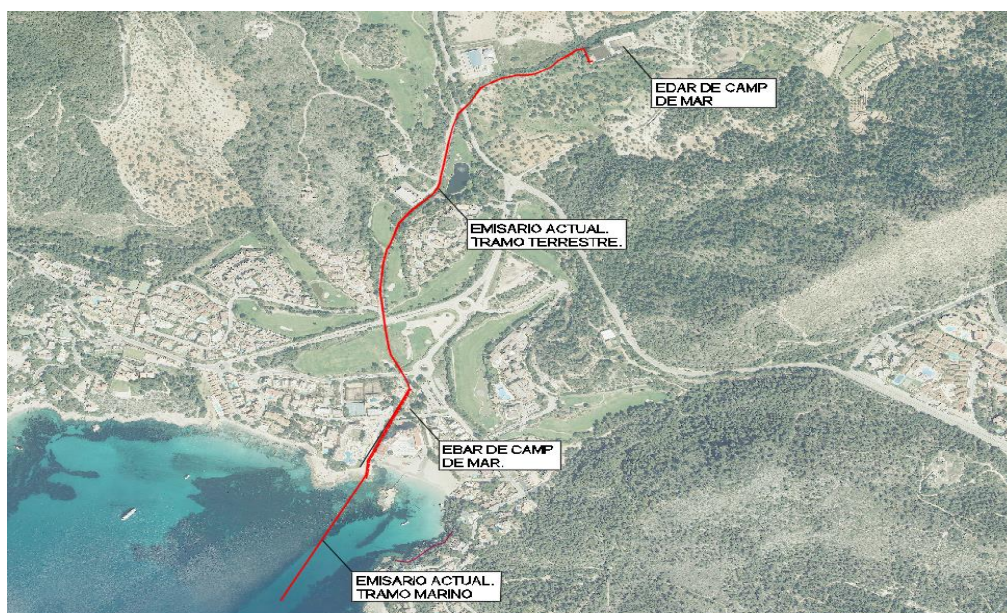 EDAR DE CAMP
DE MAR
EMISARIO ACTUAL.
TRAMO TERRESTRE.
EBAR DE CAMP
DE MAR.
EMISARIO ACTUAL.
TRAMO MARINO